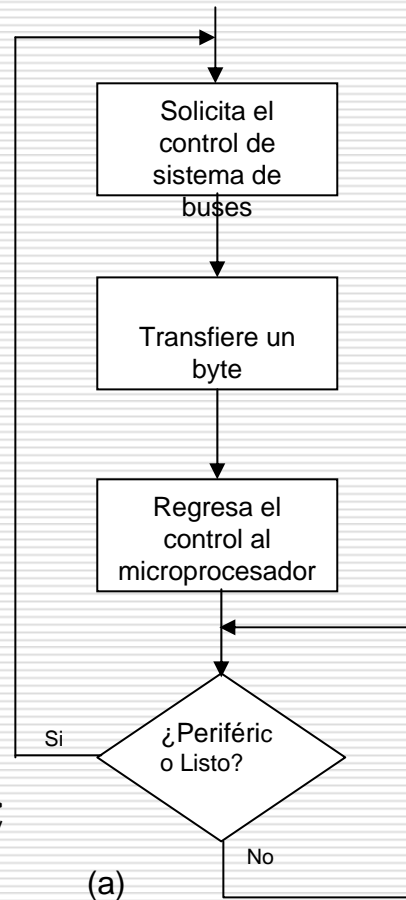 Solicita el
control de
sistema de
buses
Transfiere un
byte
Regresa el
control al
microprocesador
¿Periféric
o Listo?
Si
No
;
(a)